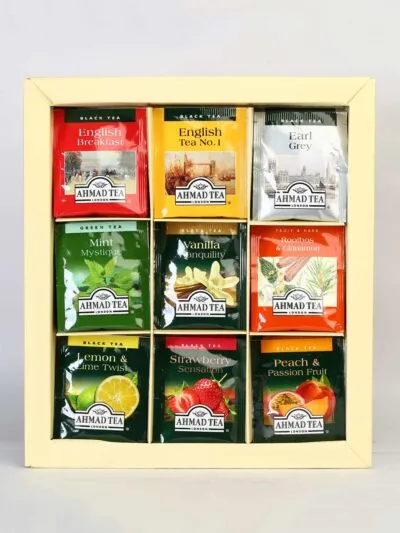 BLACK TEA
English
Breakfast
AHMAD TEA
LONDON
BLACK TEA
English
Tea No.1
AHMAD TEA
LONDON
BLACK TEA
Earl
Grey
AHMAD TEA
LONDON
GREEN TEA
Mint
Mystique
AHMAD TEA
LONDON
BLACK TEA
Vanilla
Tranquility
AHMAD TEA
LONDON
FRUIT & HERB
Rooibos
& Cinnamon
AHMAD TEA
LONDON
BLACK TEA
Lemon &
Lime Twist
AHMAD TEA
LONDON
Strawberry
Sensation
AHMAD TEA
LONDON
BLACK TEA
Peach &
Passion Fruit
AHMAD TEA
LONDON